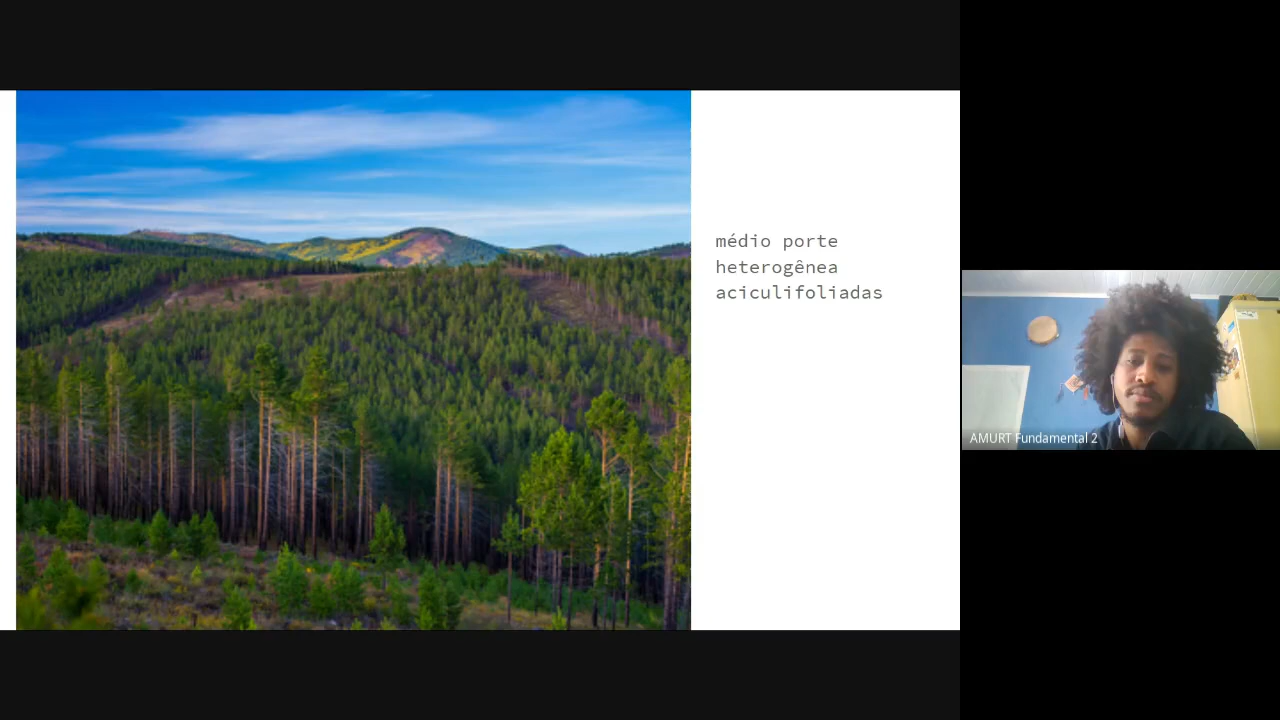 médio porte
heterogênea
aciculifoliadas
AMURT Fundamental 2